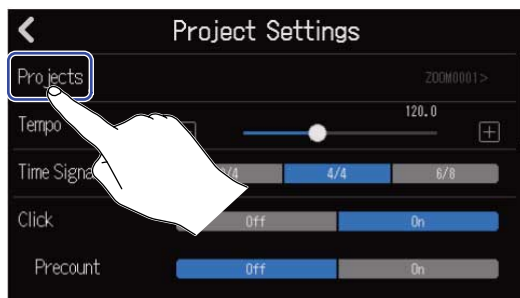 Project Settings
Projects ZOOM0001>
Tempo 120.0
Time Signa /4 4/4 6/8
Click Off On
Precount Off On